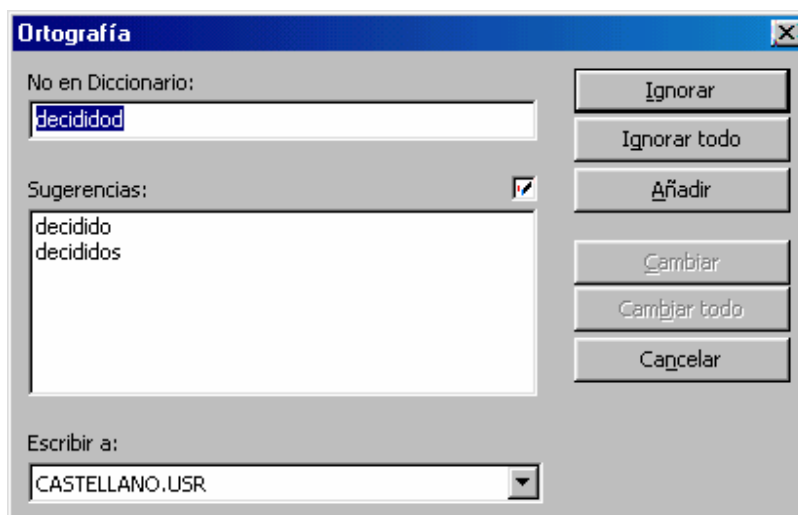 Ortografía
No en Diccionario:
decididod
Sugerencias:
decidido
decididos
Escribir a:
CASTELLANO.USR
Ignorar
Ignorar todo
Añadir
Cambiar
Cambiar todo
Cancelar